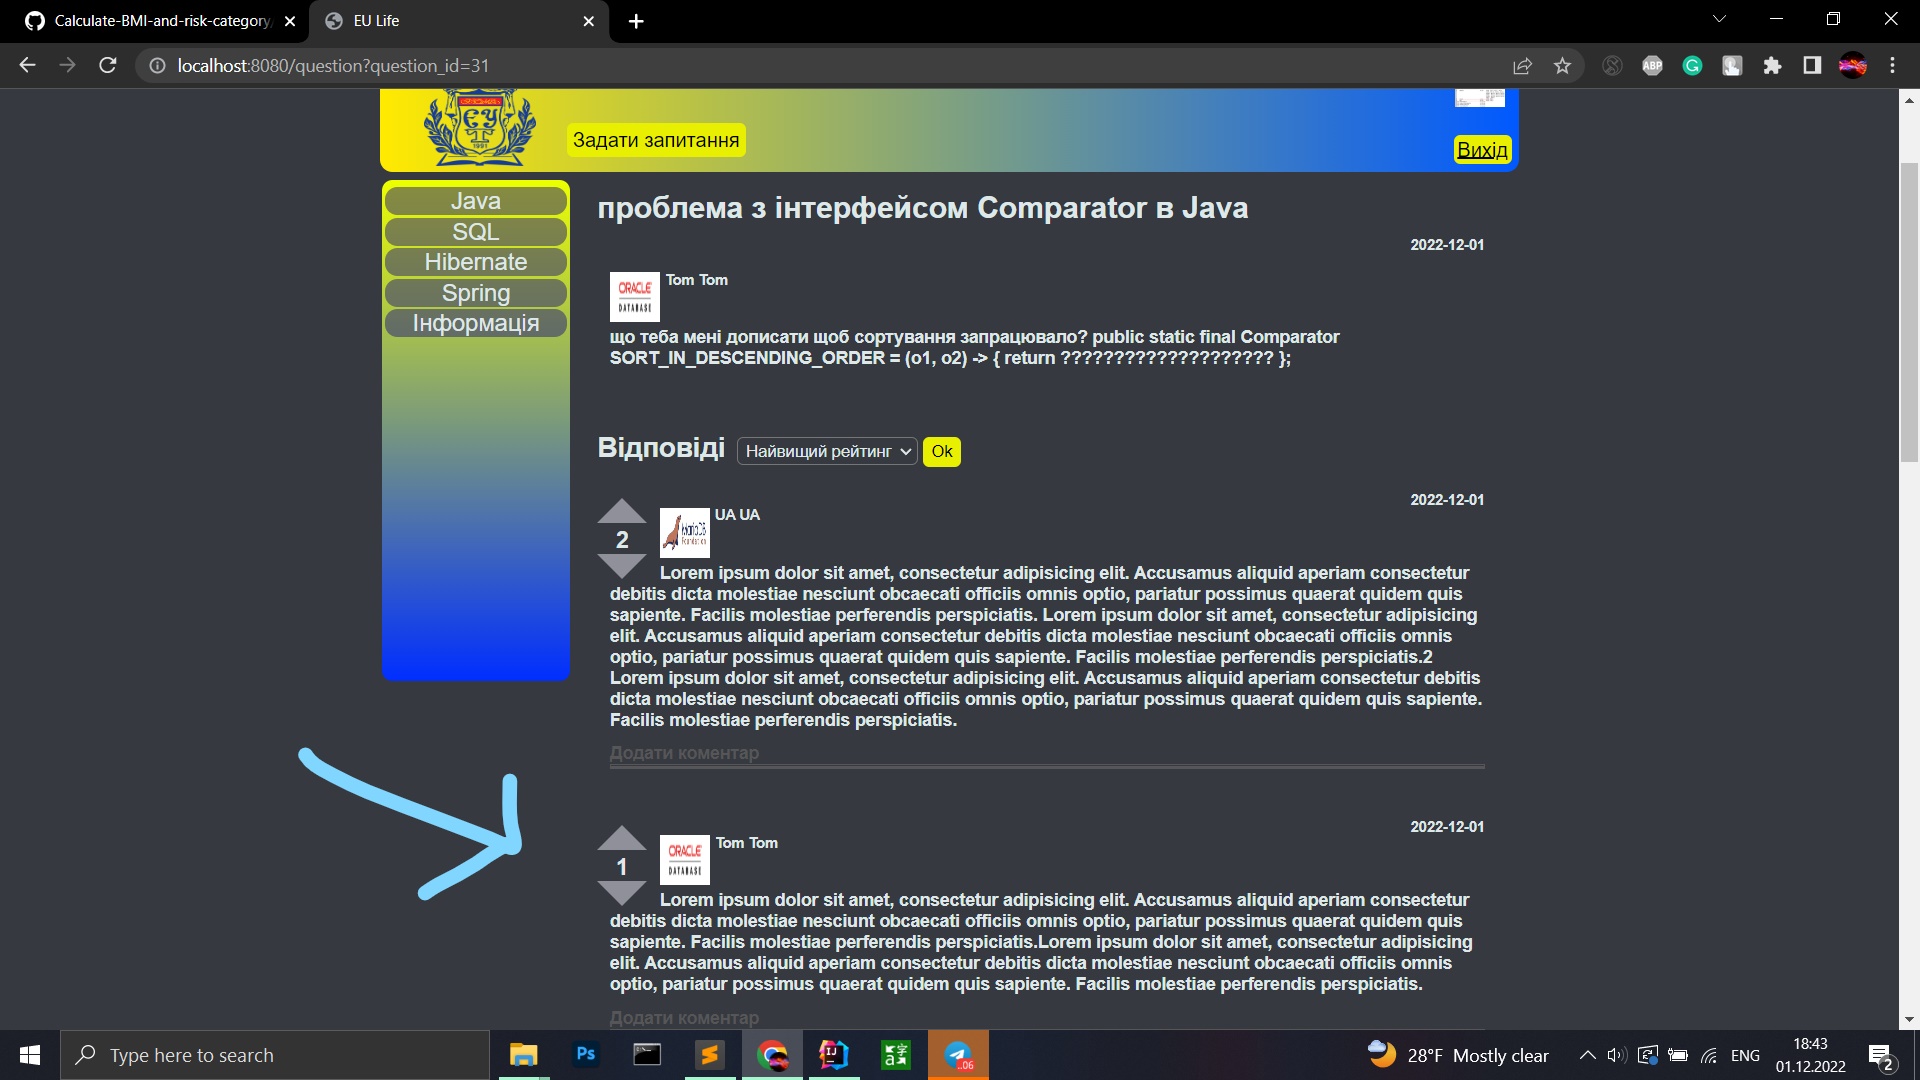 Calculate-BMI-and-risk-category
EU Life
localhost:8080/question?question_id=31
ABP
ЄУ
Т
1991
Задати запитання
Вихід
Java
SQL
Hibernate
Spring
Інформація
проблема з інтерфейсом Comparator в Java
2022-12-01
ORACLE
DATABASE
Tom Tom
що теба мені дописати щоб сортування запрацювало? public static final Comparator
SORT_IN_DESCENDING_ORDER = (o1, o2) -> { return ???????????????????? };
Відповіді
Найвищий рейтинг
Ok
2022-12-01
2
MariaDB
Foundation
UA UA
Lorem ipsum dolor sit amet, consectetur adipisicing elit. Accusamus aliquid aperiam consectetur
debitis dicta molestiae nesciunt obcaecati officiis omnis optio, pariatur possimus quaerat quidem quis
sapiente. Facilis molestiae perferendis perspiciatis. Lorem ipsum dolor sit amet, consectetur adipisicing
elit. Accusamus aliquid aperiam consectetur debitis dicta molestiae nesciunt obcaecati officiis omnis
optio, pariatur possimus quaerat quidem quis sapiente. Facilis molestiae perferendis perspiciatis.2
Lorem ipsum dolor sit amet, consectetur adipisicing elit. Accusamus aliquid aperiam consectetur debitis
dicta molestiae nesciunt obcaecati officiis omnis optio, pariatur possimus quaerat quidem quis sapiente.
Facilis molestiae perferendis perspiciatis.
Додати коментар
2022-12-01
1
ORACLE
DATABASE
Tom Tom
Lorem ipsum dolor sit amet, consectetur adipisicing elit. Accusamus aliquid aperiam consectetur
debitis dicta molestiae nesciunt obcaecati officiis omnis optio, pariatur possimus quaerat quidem quis
sapiente. Facilis molestiae perferendis perspiciatis.Lorem ipsum dolor sit amet, consectetur adipisicing
elit. Accusamus aliquid aperiam consectetur debitis dicta molestiae nesciunt obcaecati officiis omnis
optio, pariatur possimus quaerat quidem quis sapiente. Facilis molestiae perferendis perspiciatis.
Додати коментар
Type here to search
Ps
IJ
28°F Mostly clear
ENG
18:43
01.12.2022
2